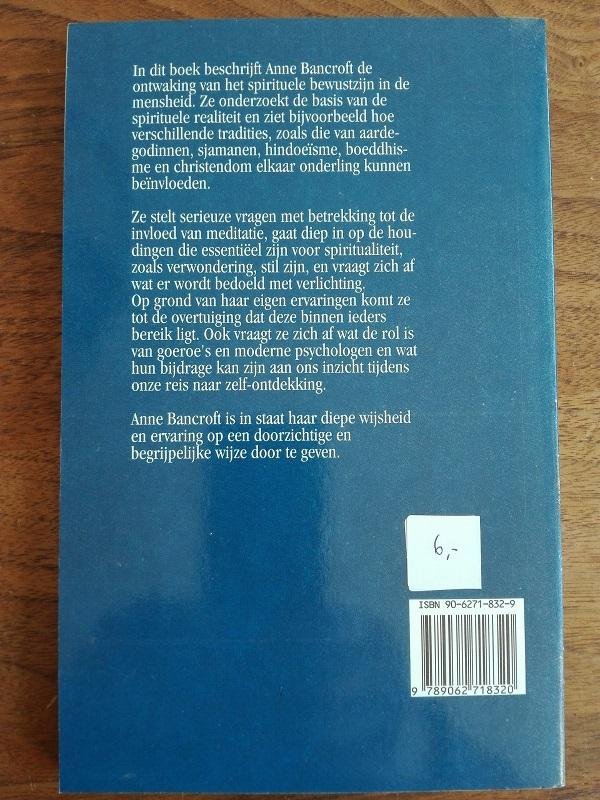 In dit boek beschrijft Anne Bancroft de
ontwaking van het spirituele bewustzijn in de
mensheid. Ze onderzoekt de basis van de
spirituele realiteit en ziet bijvoorbeeld hoe
verschillende tradities, zoals die van aarde-
godinnen, sjamanen, hindoeïsme, boeddhis-
me en christendom elkaar onderling kunnen
beïnvloeden.
Ze stelt serieuze vragen met betrekking tot de
invloed van meditatie, gaat diep in op de hou-
dingen die essentiëel zijn voor spiritualiteit,
zoals verwondering, stil zijn, en vraagt zich af
wat er wordt bedoeld met verlichting.
Op grond van haar eigen ervaringen komt ze
tot de overtuiging dat deze binnen ieders
bereik ligt. Ook vraagt ze zich af wat de rol is
van goeroe's en moderne psychologen en wat
hun bijdrage kan zijn aan ons inzicht tijdens
onze reis naar zelf-ontdekking.
Anne Bancroft is in staat haar diepe wijsheid
en ervaring op een doorzichtige en
begrijpelijke wijze door te geven.
6,-
ISBN 90-6271-832-9
9 789062 718320